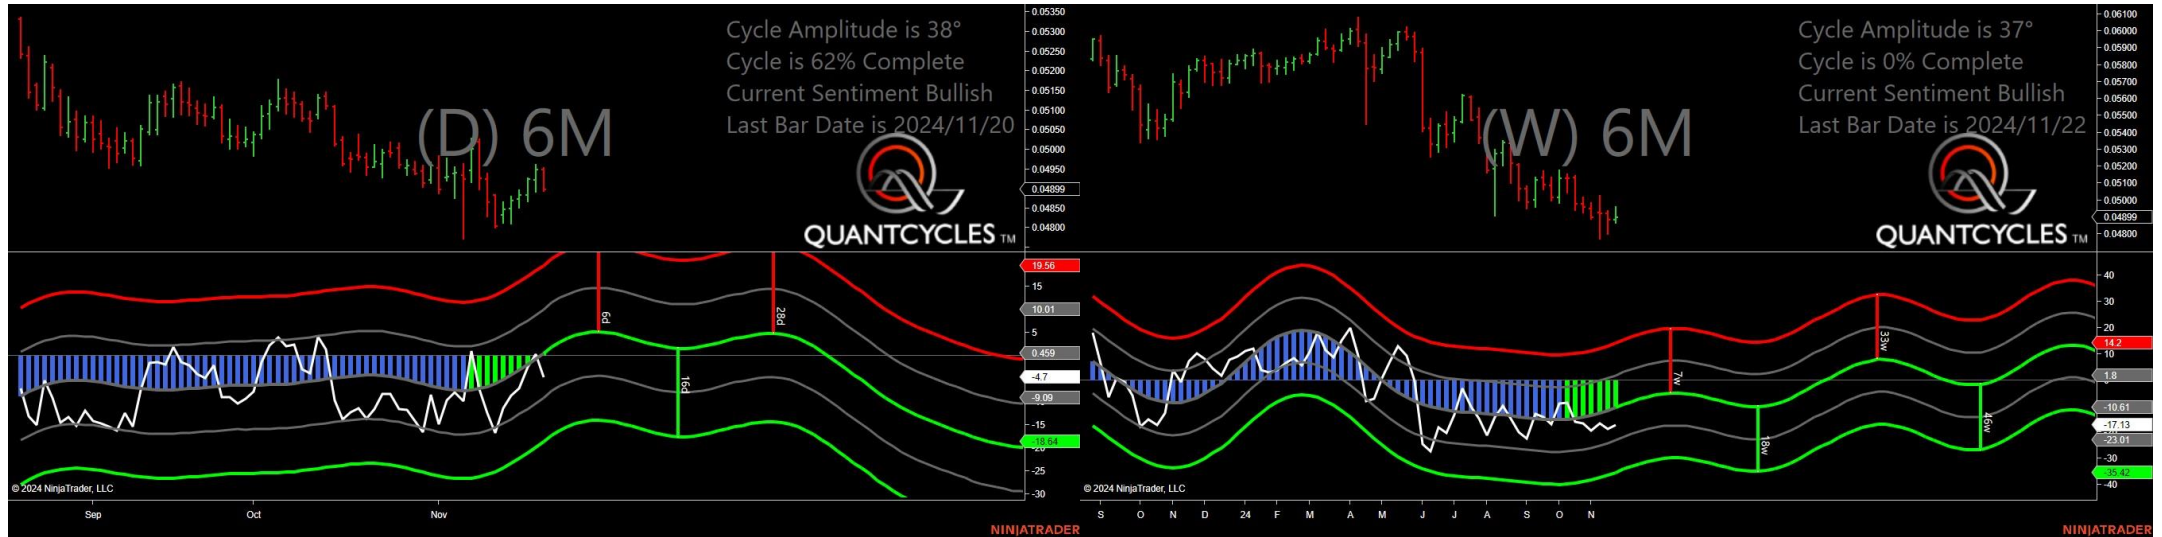 Cycle Amplitude is 38°
Cycle is 62% Complete
Current Sentiment Bullish
Last Bar Date is 2024/11/20
(D) 6M
QUANTCYCLES TM
0.05350
0.05300
0.05250
0.05200
0.05150
0.05100
0.05050
0.05000
0.04950
0.04899
0.04850
0.04800
19.56
15
10.01
5
0.459
-4.7
-9.09
-15
-18.64
-25
-30
6d
16d
28d
© 2024 NinjaTrader, LLC
Sep
Oct
Nov
NINJATRADER
Cycle Amplitude is 37°
Cycle is 0% Complete
Current Sentiment Bullish
Last Bar Date is 2024/11/22
(W) 6M
QUANTCYCLES TM
0.06100
0.06000
0.05900
0.05800
0.05700
0.05600
0.05500
0.05400
0.05300
0.05200
0.05100
0.05000
0.04899
0.04800
40
30
20
14.2
10
1.8
-10.61
-17.13
-23.01
-30
-35.42
-40
7w
18w
33w
46w
© 2024 NinjaTrader, LLC
S O N D 24 F M A M J J A S O N
NINJATRADER